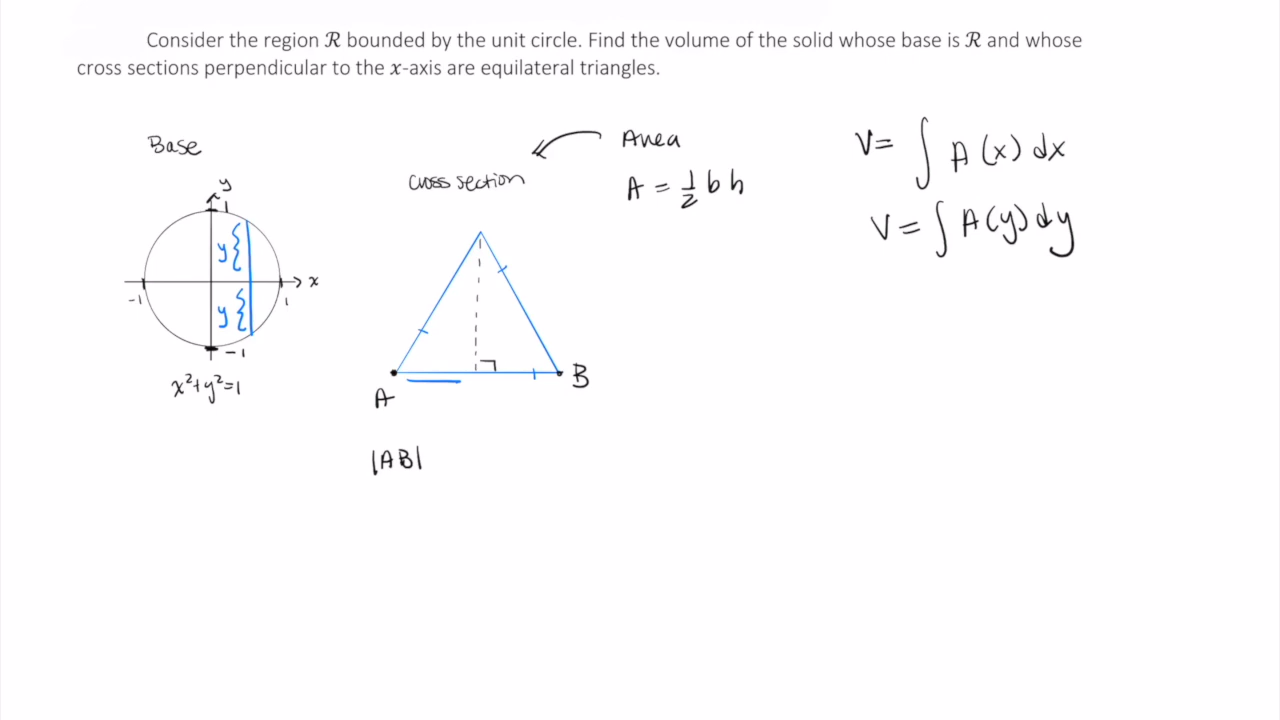 Consider the region ℛ bounded by the unit circle. Find the volume of the solid whose base is ℛ and whose
cross sections perpendicular to the x-axis are equilateral triangles.
Base
y
1
y
x
-1
1
y
-1
x²+y²=1
cross section
A
B
|AB|
Area
A = ½ b h
V= ∫ A (x) dx
V = ∫ A(y) dy